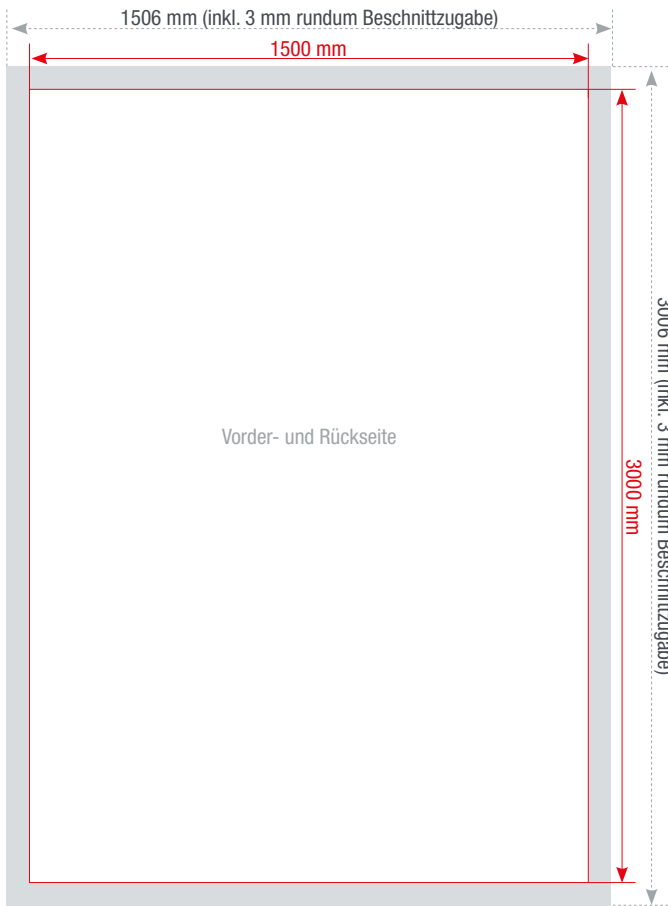 1506 mm (inkl. 3 mm rundum Beschnittzugabe)
1500 mm
Vorder- und Rückseite
3000 mm
3006 mm (inkl. 3 mm rundum Beschnittzugabe)